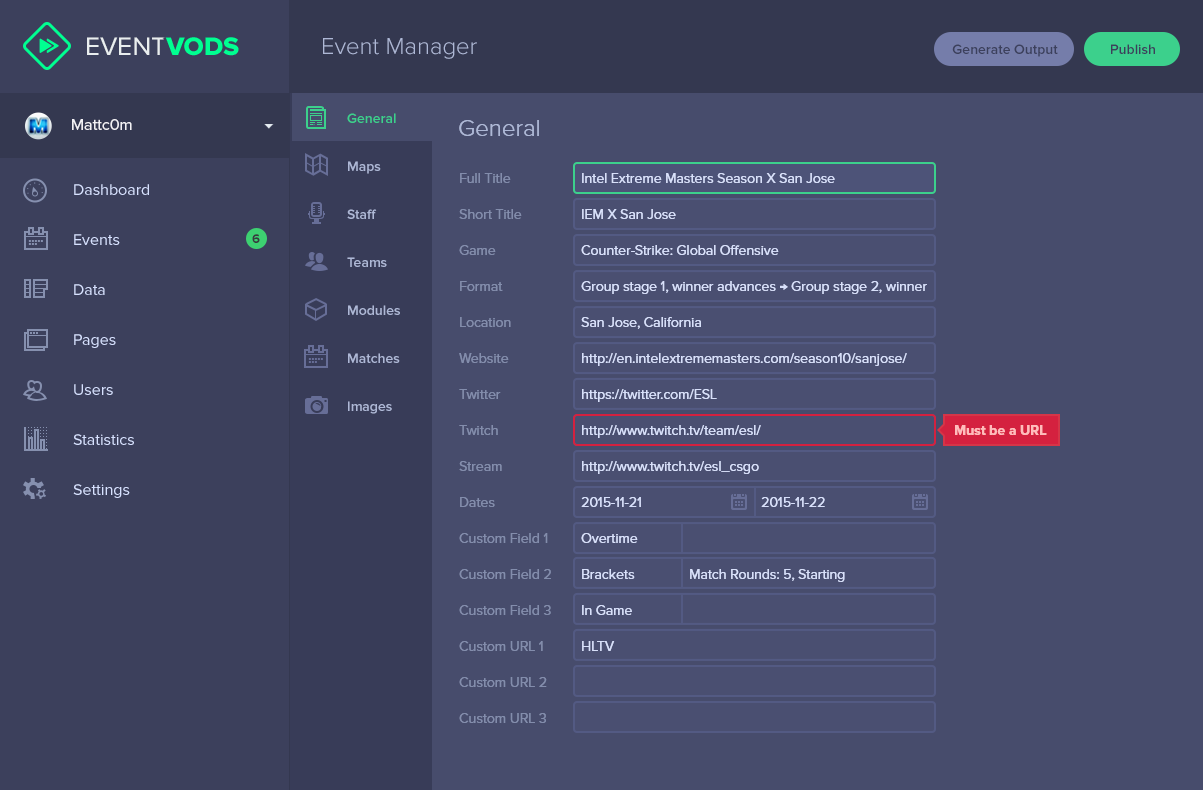 EVENTVODS
Event Manager
Generate Output
Publish
Mattc0m
Dashboard
Events 6
Data
Pages
Users
Statistics
Settings
General
Maps
Staff
Teams
Modules
Matches
Images
General
Full Title Intel Extreme Masters Season X San Jose
Short Title IEM X San Jose
Game Counter-Strike: Global Offensive
Format Group stage 1, winner advances → Group stage 2, winner
Location San Jose, California
Website http://en.intelextrememasters.com/season10/sanjose/
Twitter https://twitter.com/ESL
Twitch http://www.twitch.tv/team/esl/ Must be a URL
Stream http://www.twitch.tv/esl_csgo
Dates 2015-11-21 2015-11-22
Custom Field 1 Overtime
Custom Field 2 Brackets Match Rounds: 5, Starting
Custom Field 3 In Game
Custom URL 1 HLTV
Custom URL 2
Custom URL 3